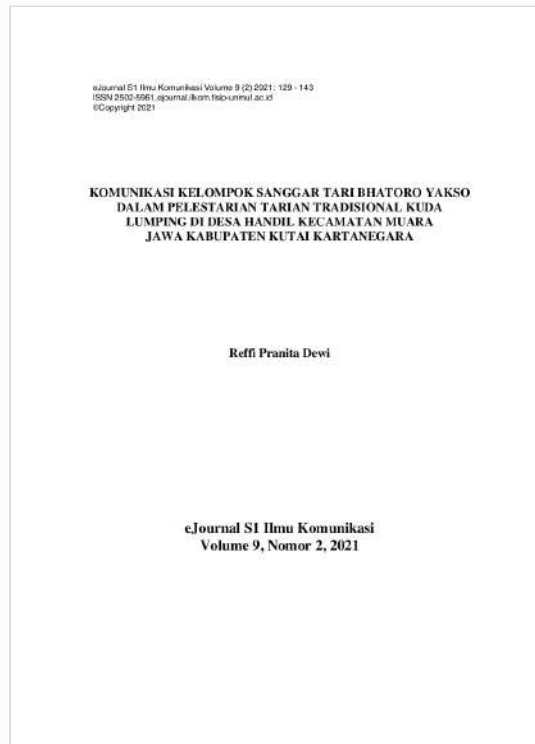 eJournal S1 Ilmu Komunikasi Volume 9 (2) 2021: 129 - 143
ISSN 2502-5961,ejournal.ilkom.fisip-unmul.ac.id
©Copyright 2021
KOMUNIKASI KELOMPOK SANGGAR TARI BHATORO YAKSO
DALAM PELESTARIAN TARIAN TRADISIONAL KUDA
LUMPING DI DESA HANDIL KECAMATAN MUARA
JAWA KABUPATEN KUTAI KARTANEGARA
Reffi Pranita Dewi
eJournal S1 Ilmu Komunikasi
Volume 9, Nomor 2, 2021